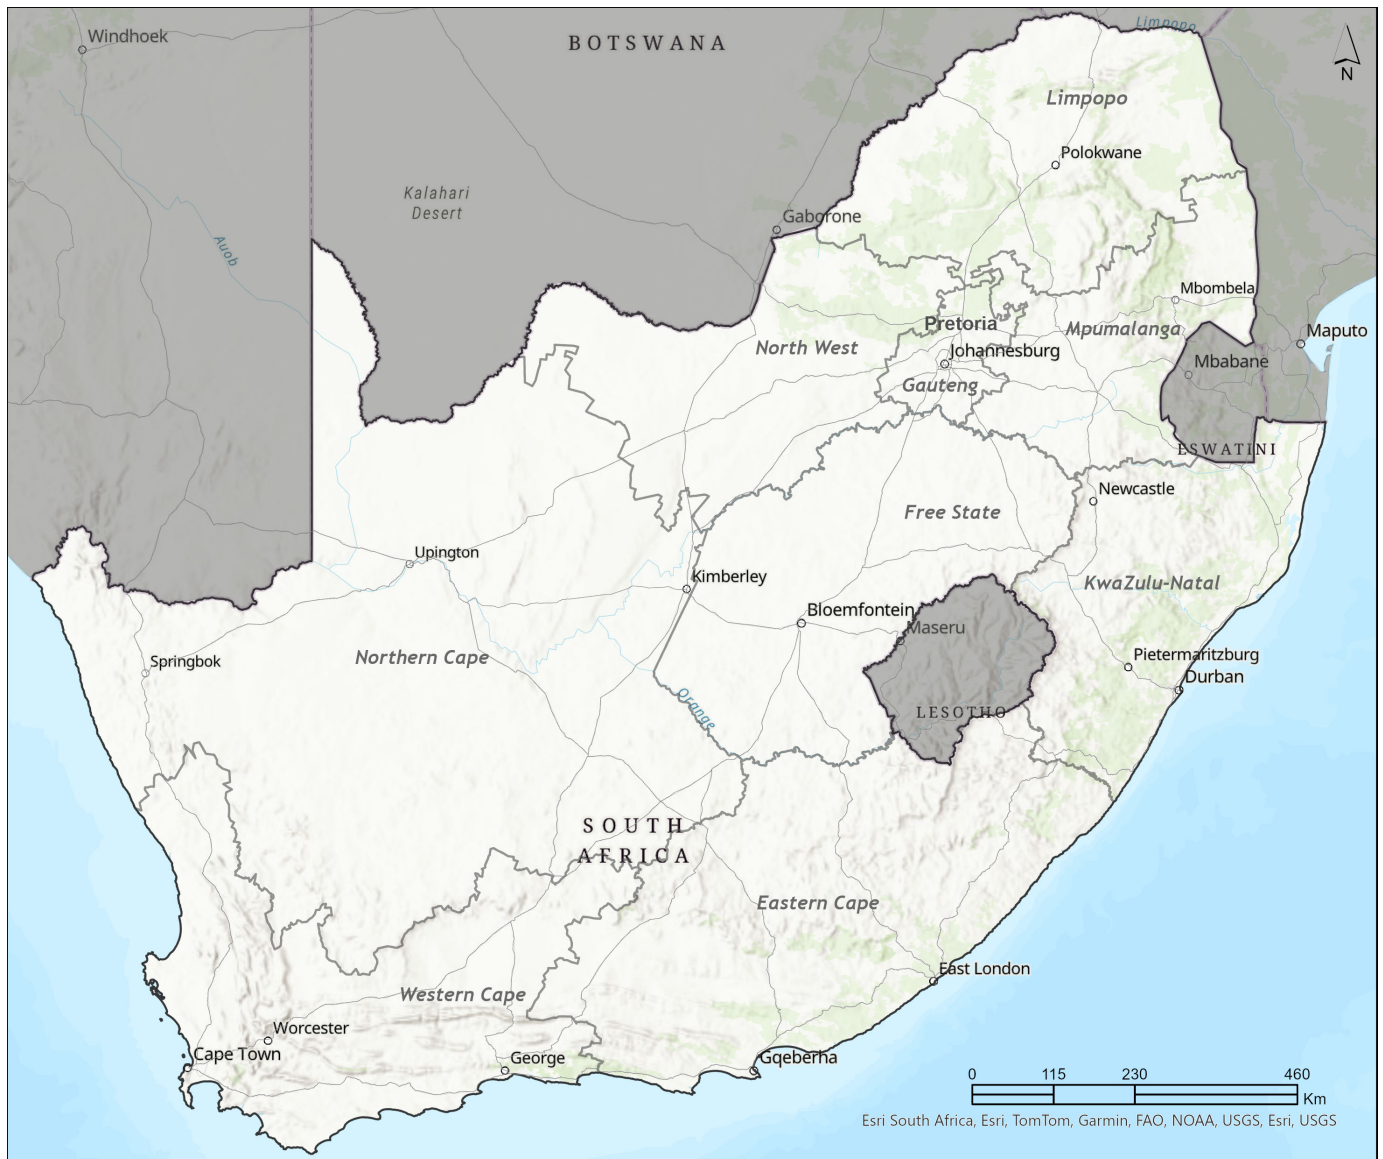 Limpopo
Windhoek
BOTSWANA
N
Limpopo
Polokwane
Kalahari
Desert
Gaborone
Auob
Mbombela
Pretoria
Mpumalanga
Maputo
North West
Johannesburg
Mbabane
Gauteng
ESWATINI
Newcastle
Free State
Upington
Kimberley
KwaZulu-Natal
Bloemfontein
Maseru
Northern Cape
Springbok
Pietermaritzburg
Durban
Orange
LESOTHO
SOUTH
AFRICA
Eastern Cape
East London
Western Cape
Worcester
Cape Town
George
Gqeberha
0 115 230 460
Km
Esri South Africa, Esri, TomTom, Garmin, FAO, NOAA, USGS, Esri, USGS